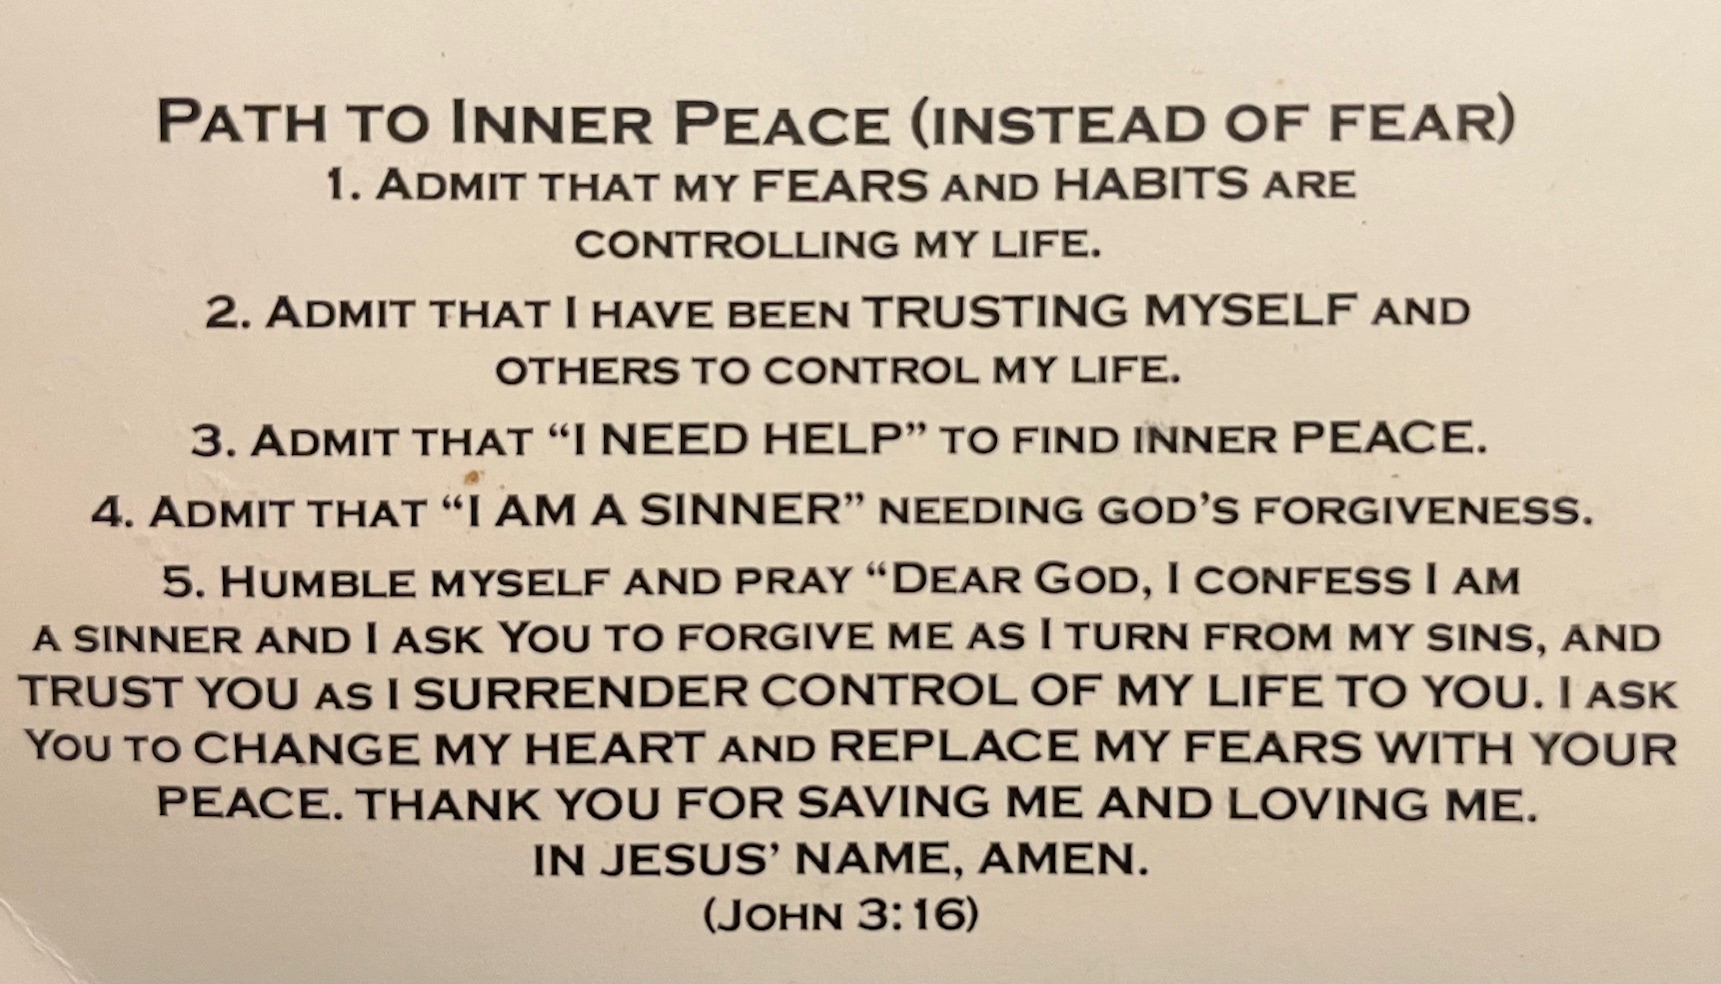 Path to Inner Peace (instead of fear)
1. Admit that my FEARS and HABITS are
controlling my life.
2. Admit that I have been TRUSTING MYSELF and
others to control my life.
3. Admit that “I NEED HELP” to find inner PEACE.
4. Admit that “I AM A SINNER” needing God’s forgiveness.
5. Humble myself and pray “Dear God, I confess I am
a sinner and I ask You to forgive me as I turn from my sins, and
TRUST YOU as I SURRENDER CONTROL OF MY LIFE TO YOU. I ask
You to CHANGE MY HEART and REPLACE MY FEARS WITH YOUR
PEACE. THANK YOU FOR SAVING ME AND LOVING ME.
IN JESUS’ NAME, AMEN.
(John 3:16)